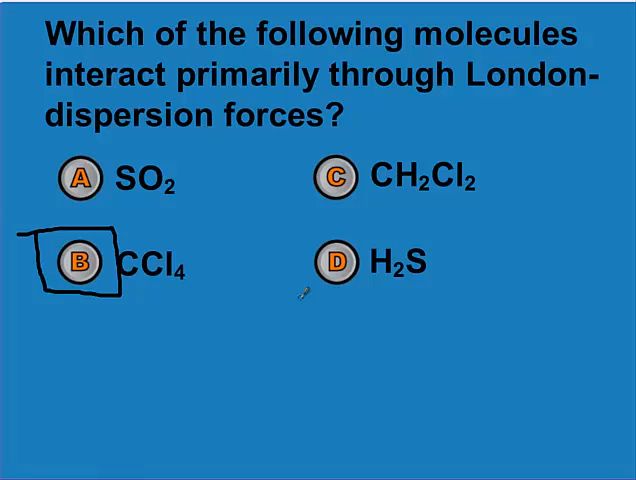 Which of the following molecules
interact primarily through London-
dispersion forces?
A SO₂ C CH₂Cl₂
B CCl₄ D H₂S